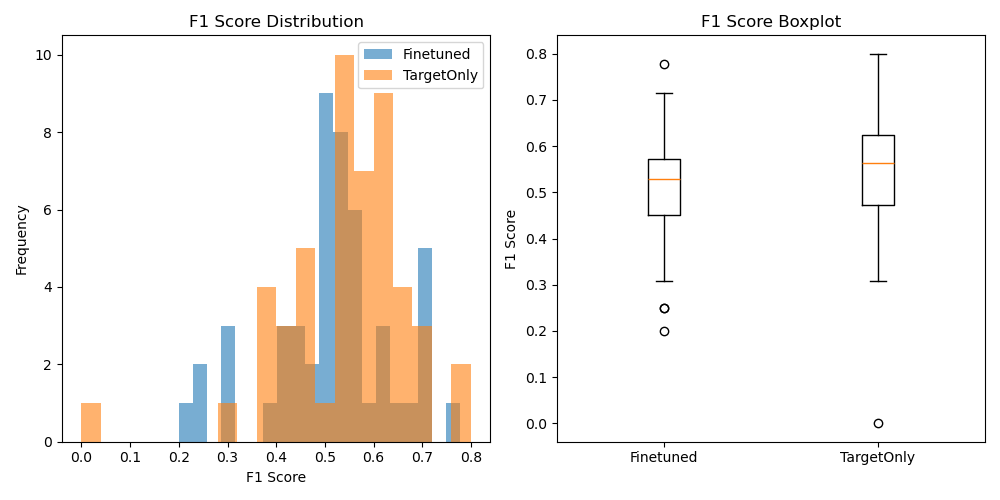 F1 Score Distribution
Finetuned
TargetOnly
10
8
6
4
2
0
Frequency
0.0 0.1 0.2 0.3 0.4 0.5 0.6 0.7 0.8
F1 Score
F1 Score Boxplot
0.8
0.7
0.6
0.5
0.4
0.3
0.2
0.1
0.0
F1 Score
Finetuned TargetOnly